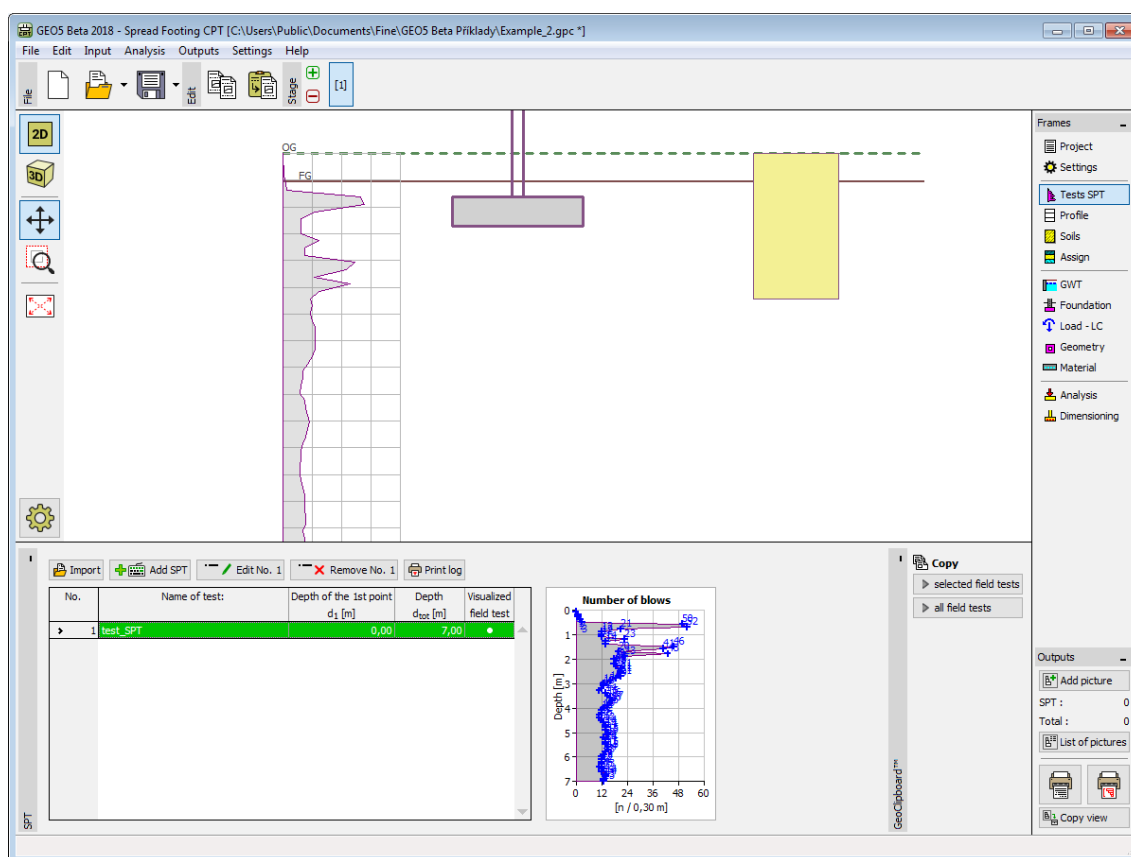 GEO5 Beta 2018 - Spread Footing CPT [C:\Users\Public\Documents\Fine\GEO5 Beta Příklady\Example_2.gpc *]
File Edit Input Analysis Outputs Settings Help
File
Edit
Stage
[1]
2D
3D
OG
FG
Frames
Project
Settings
Tests SPT
Profile
Soils
Assign
GWT
Foundation
Load - LC
Geometry
Material
Analysis
Dimensioning
Import Add SPT Edit No. 1 Remove No. 1 Print log
No. Name of test: Depth of the 1st point Depth Visualized
d1 [m] dtot [m] field test
1 test_SPT 0,00 7,00
SPT
Number of blows
Depth [m]
0
1
2
3
4
5
6
7
21
23
0 12 24 36 48 60
[n / 0,30 m]
GeoClipboard™
Copy
selected field tests
all field tests
Outputs
Add picture
SPT : 0
Total : 0
List of pictures
Copy view